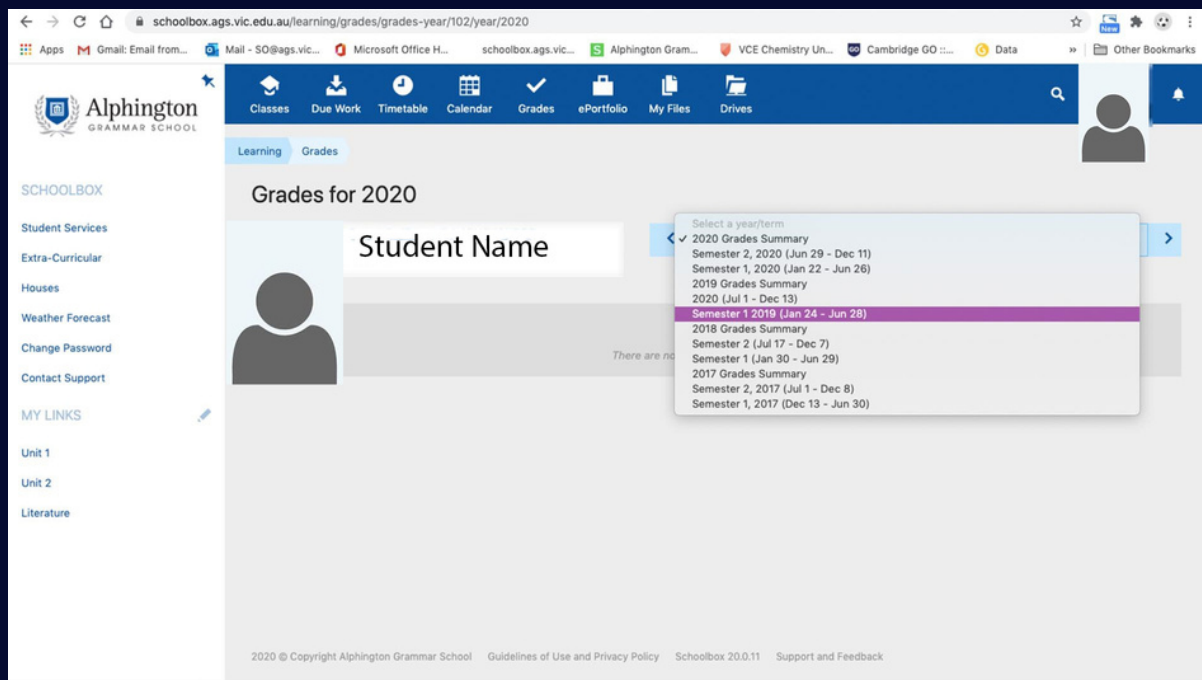 schoolbox.ags.vic.edu.au/learning/grades/grades-year/102/year/2020
New
Apps Gmail: Email from... Mail - SO@ags.vic... Microsoft Office H... schoolbox.ags.vic... Alphington Gram... VCE Chemistry Un... Cambridge GO ::... Data » Other Bookmarks
Alphington
GRAMMAR SCHOOL
Classes Due Work Timetable Calendar Grades ePortfolio My Files Drives
Learning Grades
SCHOOLBOX
Student Services
Extra-Curricular
Houses
Weather Forecast
Change Password
Contact Support
MY LINKS
Unit 1
Unit 2
Literature
Grades for 2020
Student Name
Select a year/term
✓ 2020 Grades Summary
Semester 2, 2020 (Jun 29 - Dec 11)
Semester 1, 2020 (Jan 22 - Jun 26)
2019 Grades Summary
2020 (Jul 1 - Dec 13)
Semester 1 2019 (Jan 24 - Jun 28)
2018 Grades Summary
Semester 2 (Jul 17 - Dec 7)
Semester 1 (Jan 30 - Jun 29)
2017 Grades Summary
Semester 2, 2017 (Jul 1 - Dec 8)
Semester 1, 2017 (Dec 13 - Jun 30)
There are no
2020 © Copyright Alphington Grammar School Guidelines of Use and Privacy Policy Schoolbox 20.0.11 Support and Feedback